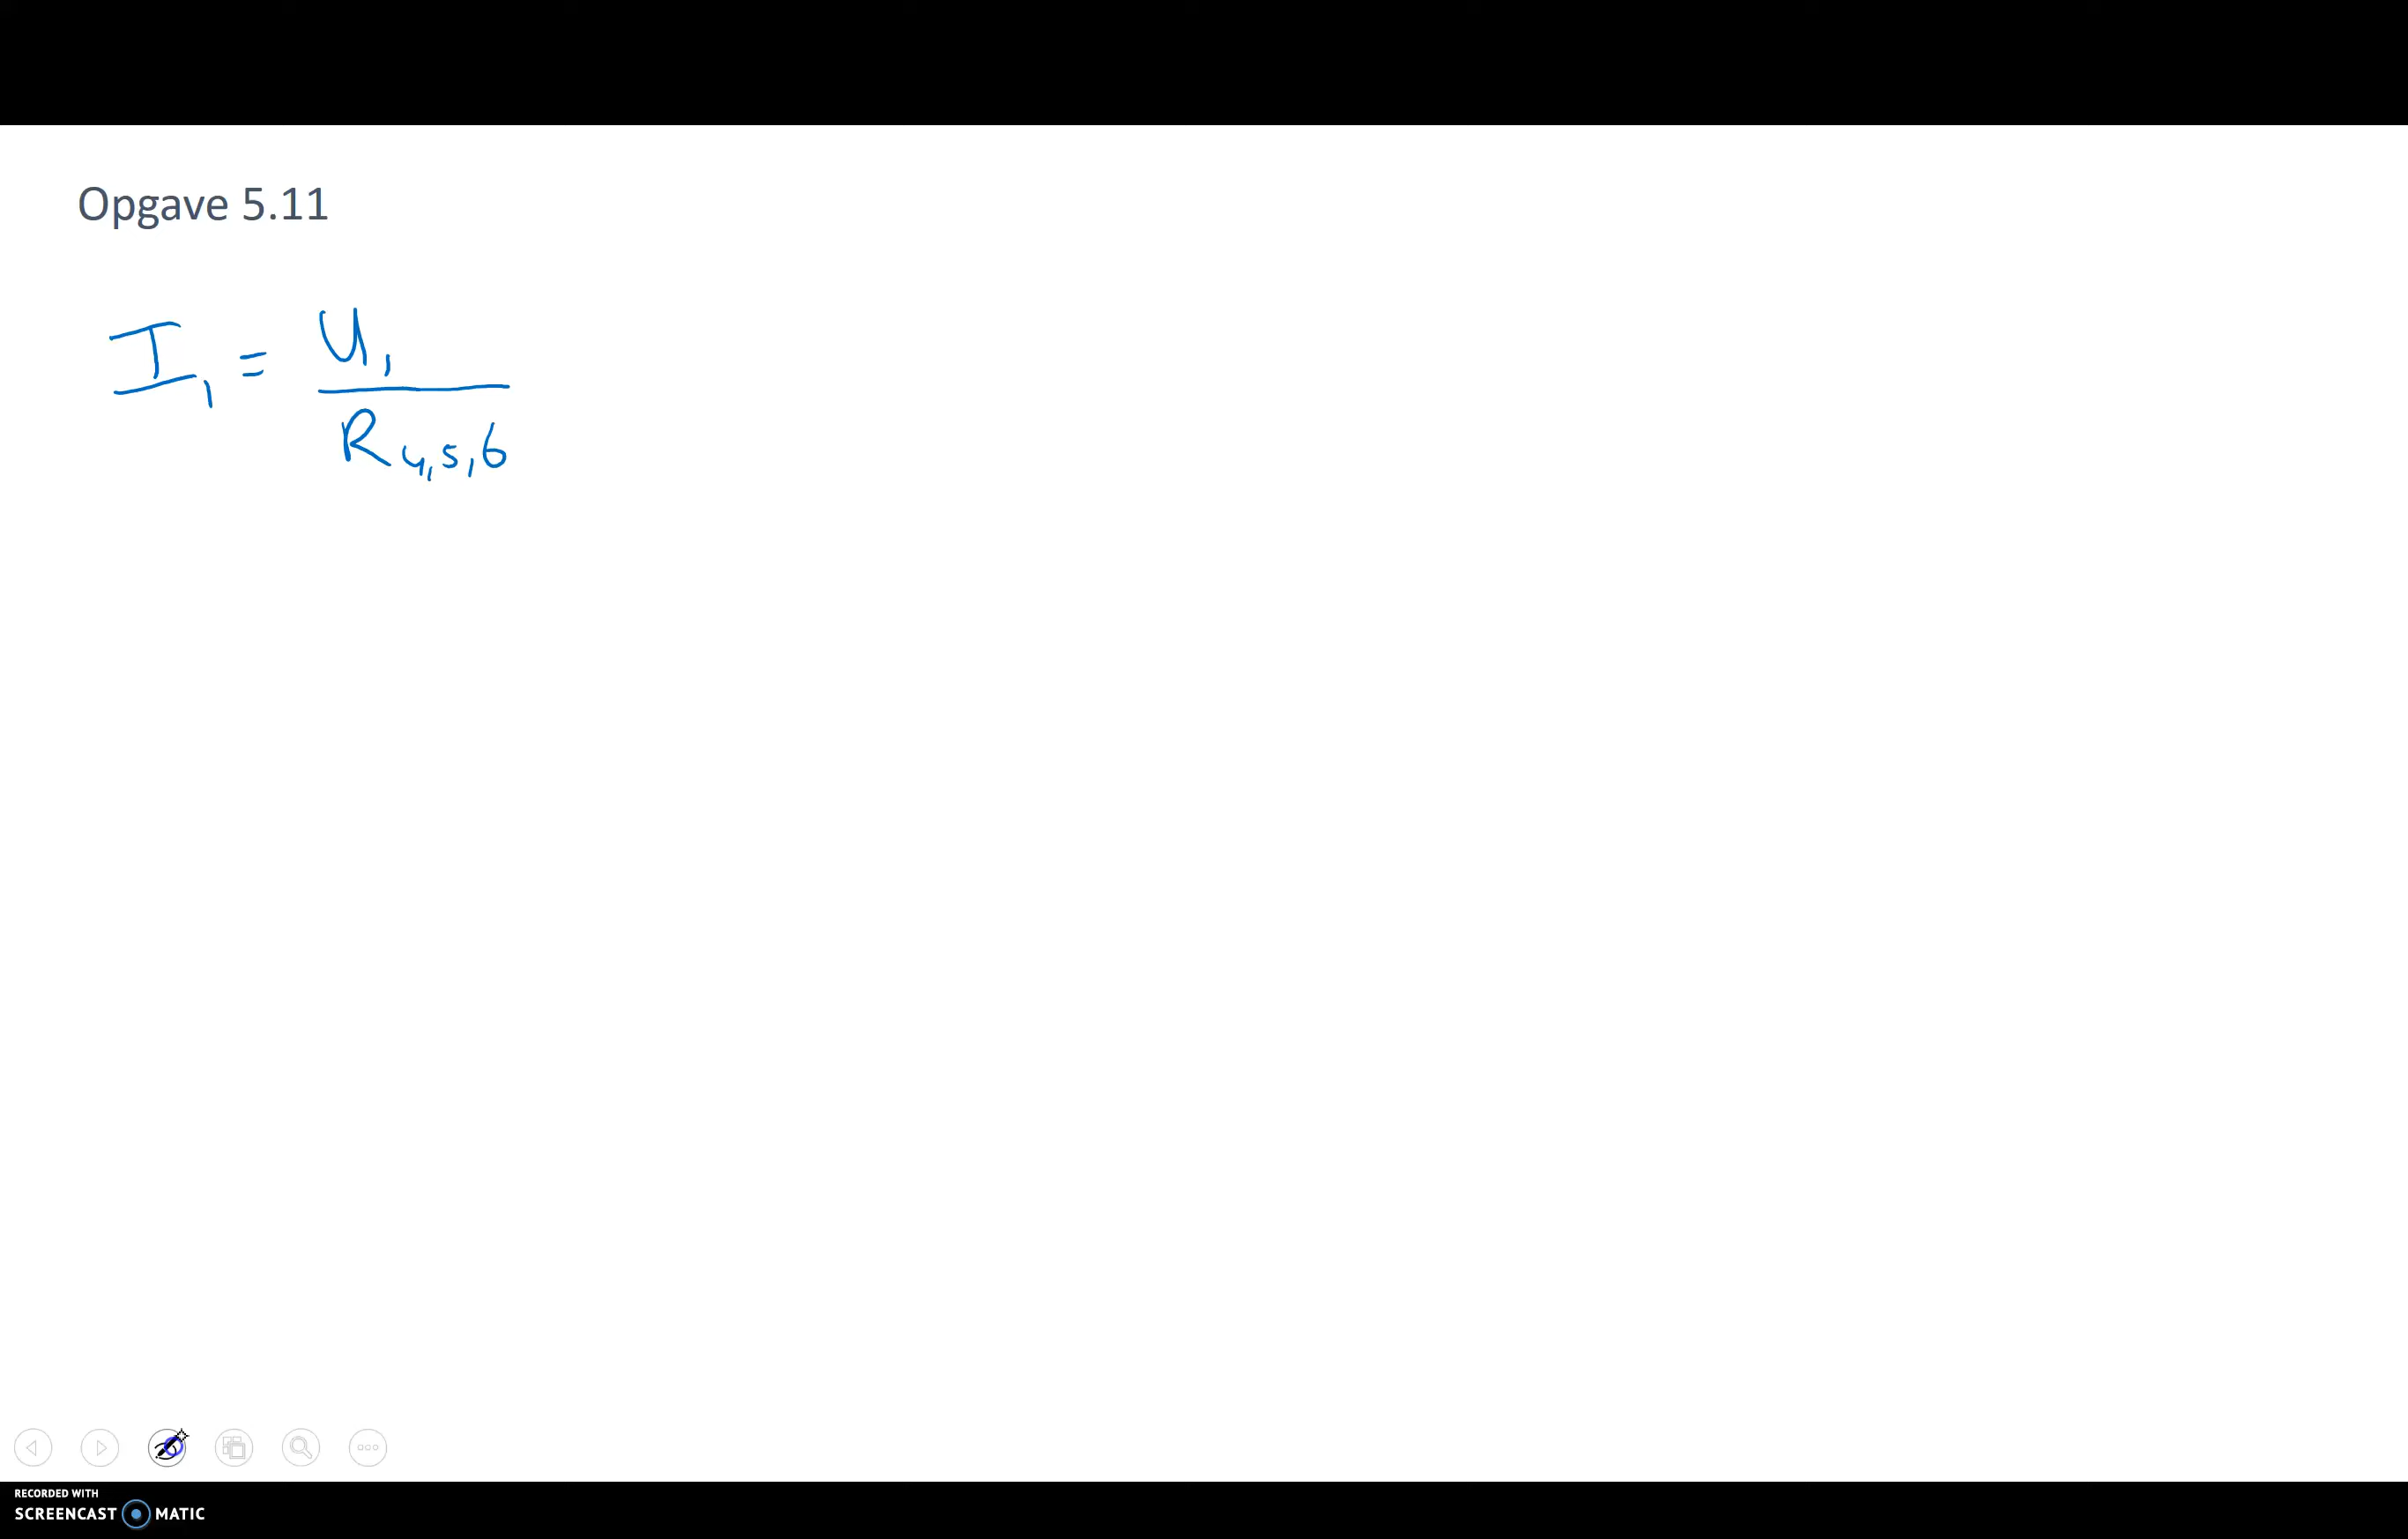 Opgave 5.11
I₁ = U₁ / R₄,₅,₆
RECORDED WITH
SCREENCAST MATIC